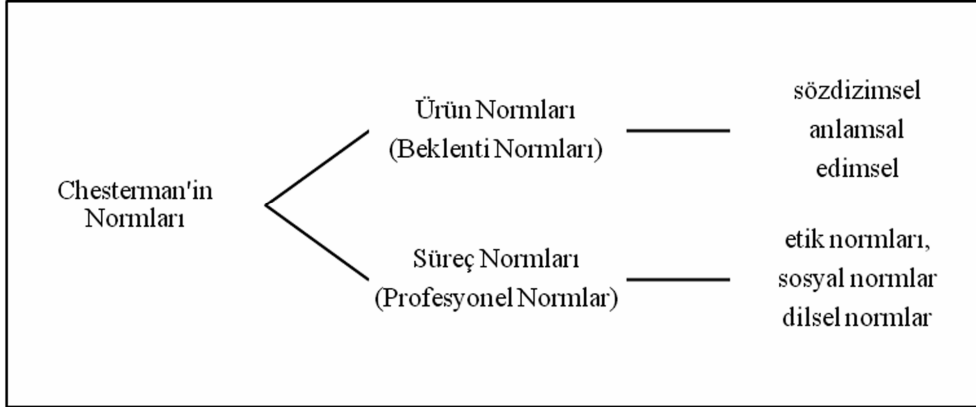 Chesterman'in
Normları
Ürün Normları
(Beklenti Normları)
sözdizimsel
anlamsal
edimsel
Süreç Normları
(Profesyonel Normlar)
etik normları,
sosyal normlar
dilsel normlar